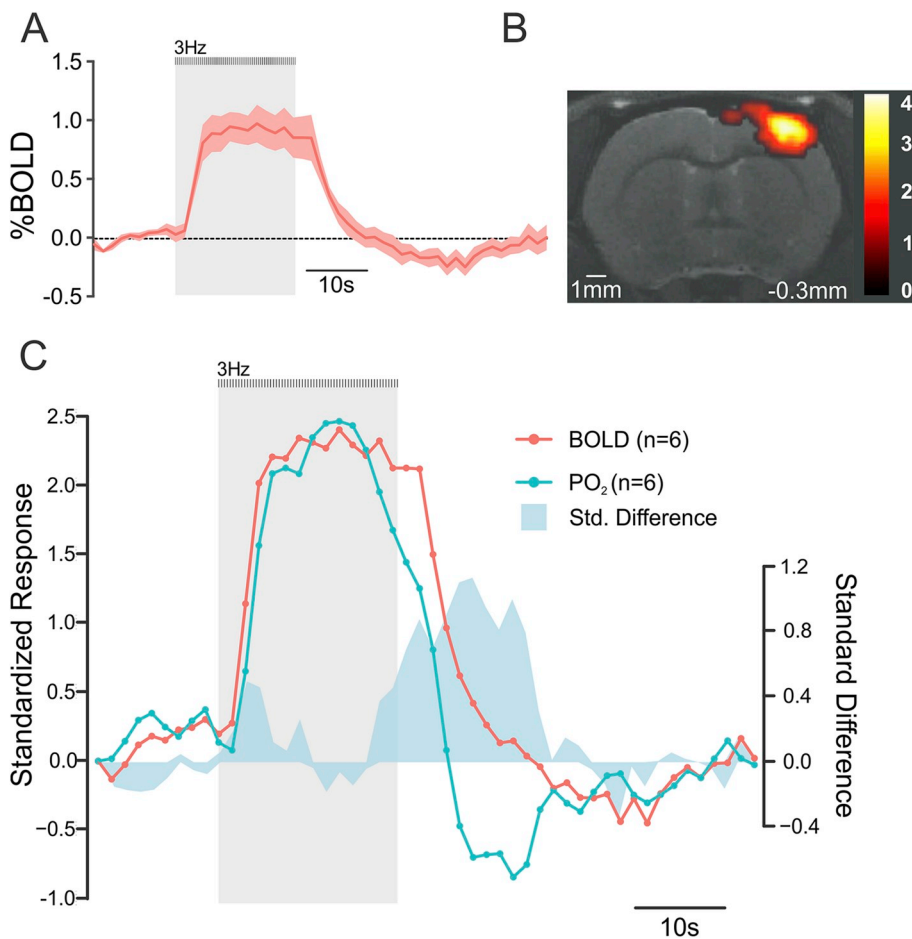 A
3Hz
1.5
1.0
0.5
0.0
-0.5
%BOLD
10s
B
1mm
-0.3mm
4
3
2
1
0
C
3Hz
2.5
2.0
1.5
1.0
0.5
0.0
−0.5
-1.0
Standardized Response
BOLD (n=6)
PO₂ (n=6)
Std. Difference
1.2
0.8
0.4
0.0
−0.4
Standard Difference
10s